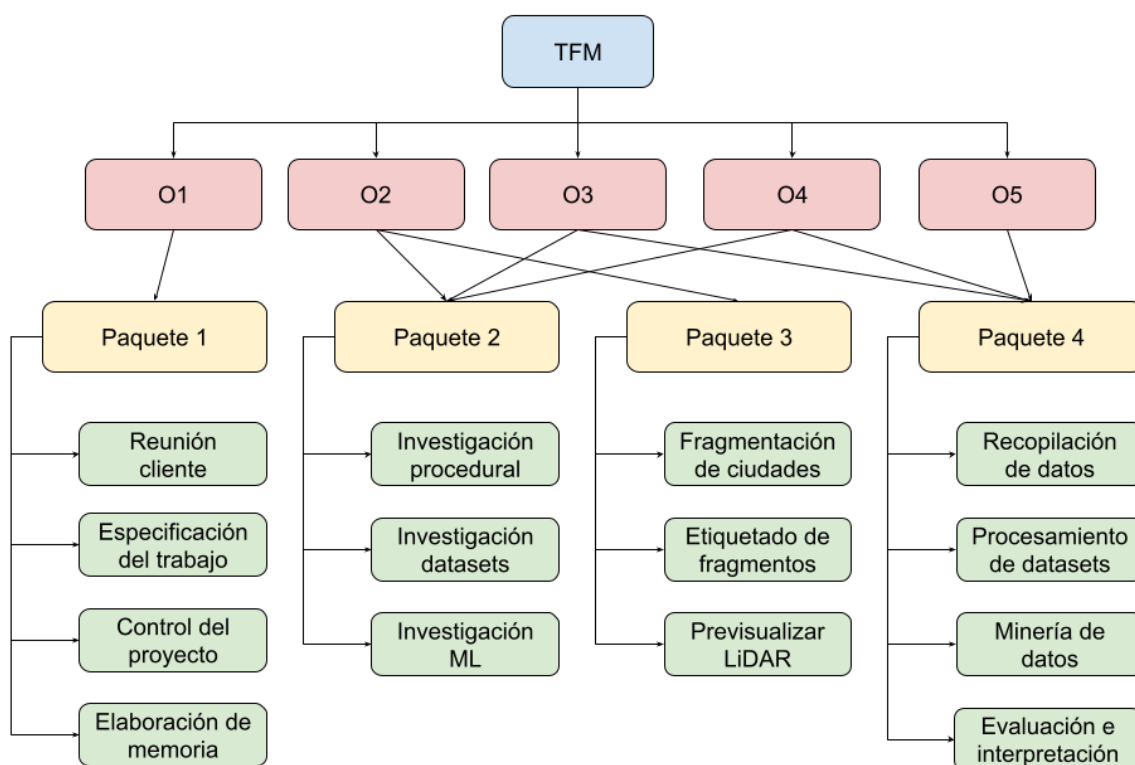 TFM
O1
O2
O3
O4
O5
Paquete 1
Paquete 2
Paquete 3
Paquete 4
Reunión
cliente
Especificación
del trabajo
Control del
proyecto
Elaboración de
memoria
Investigación
procedural
Investigación
datasets
Investigación
ML
Fragmentación
de ciudades
Etiquetado de
fragmentos
Previsualizar
LiDAR
Recopilación
de datos
Procesamiento
de datasets
Minería de
datos
Evaluación e
interpretación